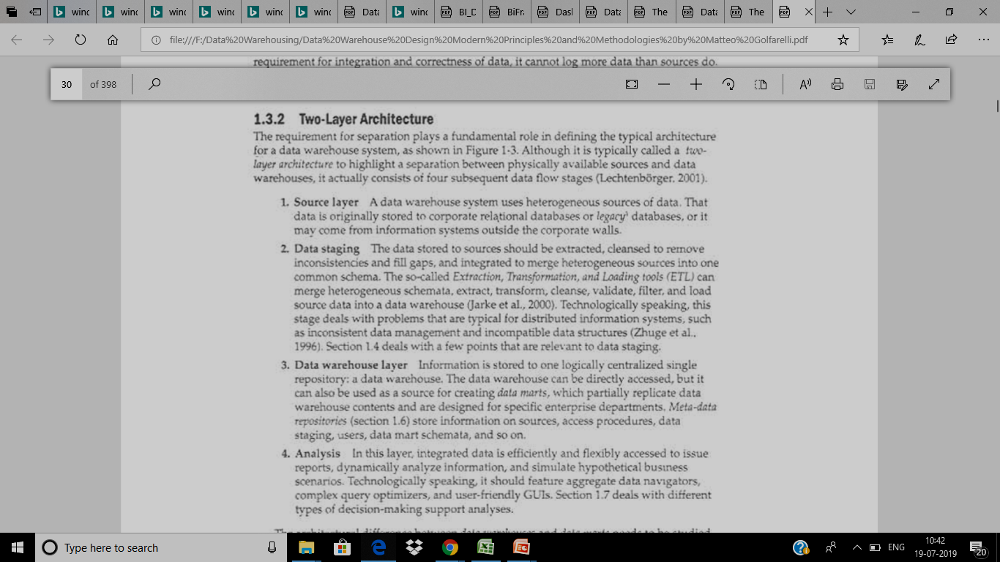 winc
winc
winc
winc
winc
winc
Data
winc
BI_D
BiFra
Dasl
Data
The
Data
The
file:///F:/Data%20Warehousing/Data%20Warehouse%20Design%20Modern%20Principles%20and%20Methodologies%20by%20Matteo%20Golfarelli.pdf
requirement for integration and correctness of data, it cannot log more data than sources do.
30 of 398
1.3.2 Two-Layer Architecture
The requirement for separation plays a fundamental role in defining the typical architecture
for a data warehouse system, as shown in Figure 1-3. Although it is typically called a two-
layer architecture to highlight a separation between physically available sources and data
warehouses, it actually consists of four subsequent data flow stages (Lechtenbörger, 2001).
1. Source layer A data warehouse system uses heterogeneous sources of data. That
data is originally stored to corporate relational databases or legacy¹ databases, or it
may come from information systems outside the corporate walls.
2. Data staging The data stored to sources should be extracted, cleansed to remove
inconsistencies and fill gaps, and integrated to merge heterogeneous sources into one
common schema. The so-called Extraction, Transformation, and Loading tools (ETL) can
merge heterogeneous schemata, extract, transform, cleanse, validate, filter, and load
source data into a data warehouse (Jarke et al., 2000). Technologically speaking, this
stage deals with problems that are typical for distributed information systems, such
as inconsistent data management and incompatible data structures (Zhuge et al.,
1996). Section 1.4 deals with a few points that are relevant to data staging.
3. Data warehouse layer Information is stored to one logically centralized single
repository: a data warehouse. The data warehouse can be directly accessed, but it
can also be used as a source for creating data marts, which partially replicate data
warehouse contents and are designed for specific enterprise departments. Meta-data
repositories (section 1.6) store information on sources, access procedures, data
staging, users, data mart schemata, and so on.
4. Analysis In this layer, integrated data is efficiently and flexibly accessed to issue
reports, dynamically analyze information, and simulate hypothetical business
scenarios. Technologically speaking, it should feature aggregate data navigators,
complex query optimizers, and user-friendly GUIs. Section 1.7 deals with different
types of decision-making support analyses.
The architectural difference between data warehouses and data marts needs to be studied
Type here to search
ENG
10:42
19-07-2019
20